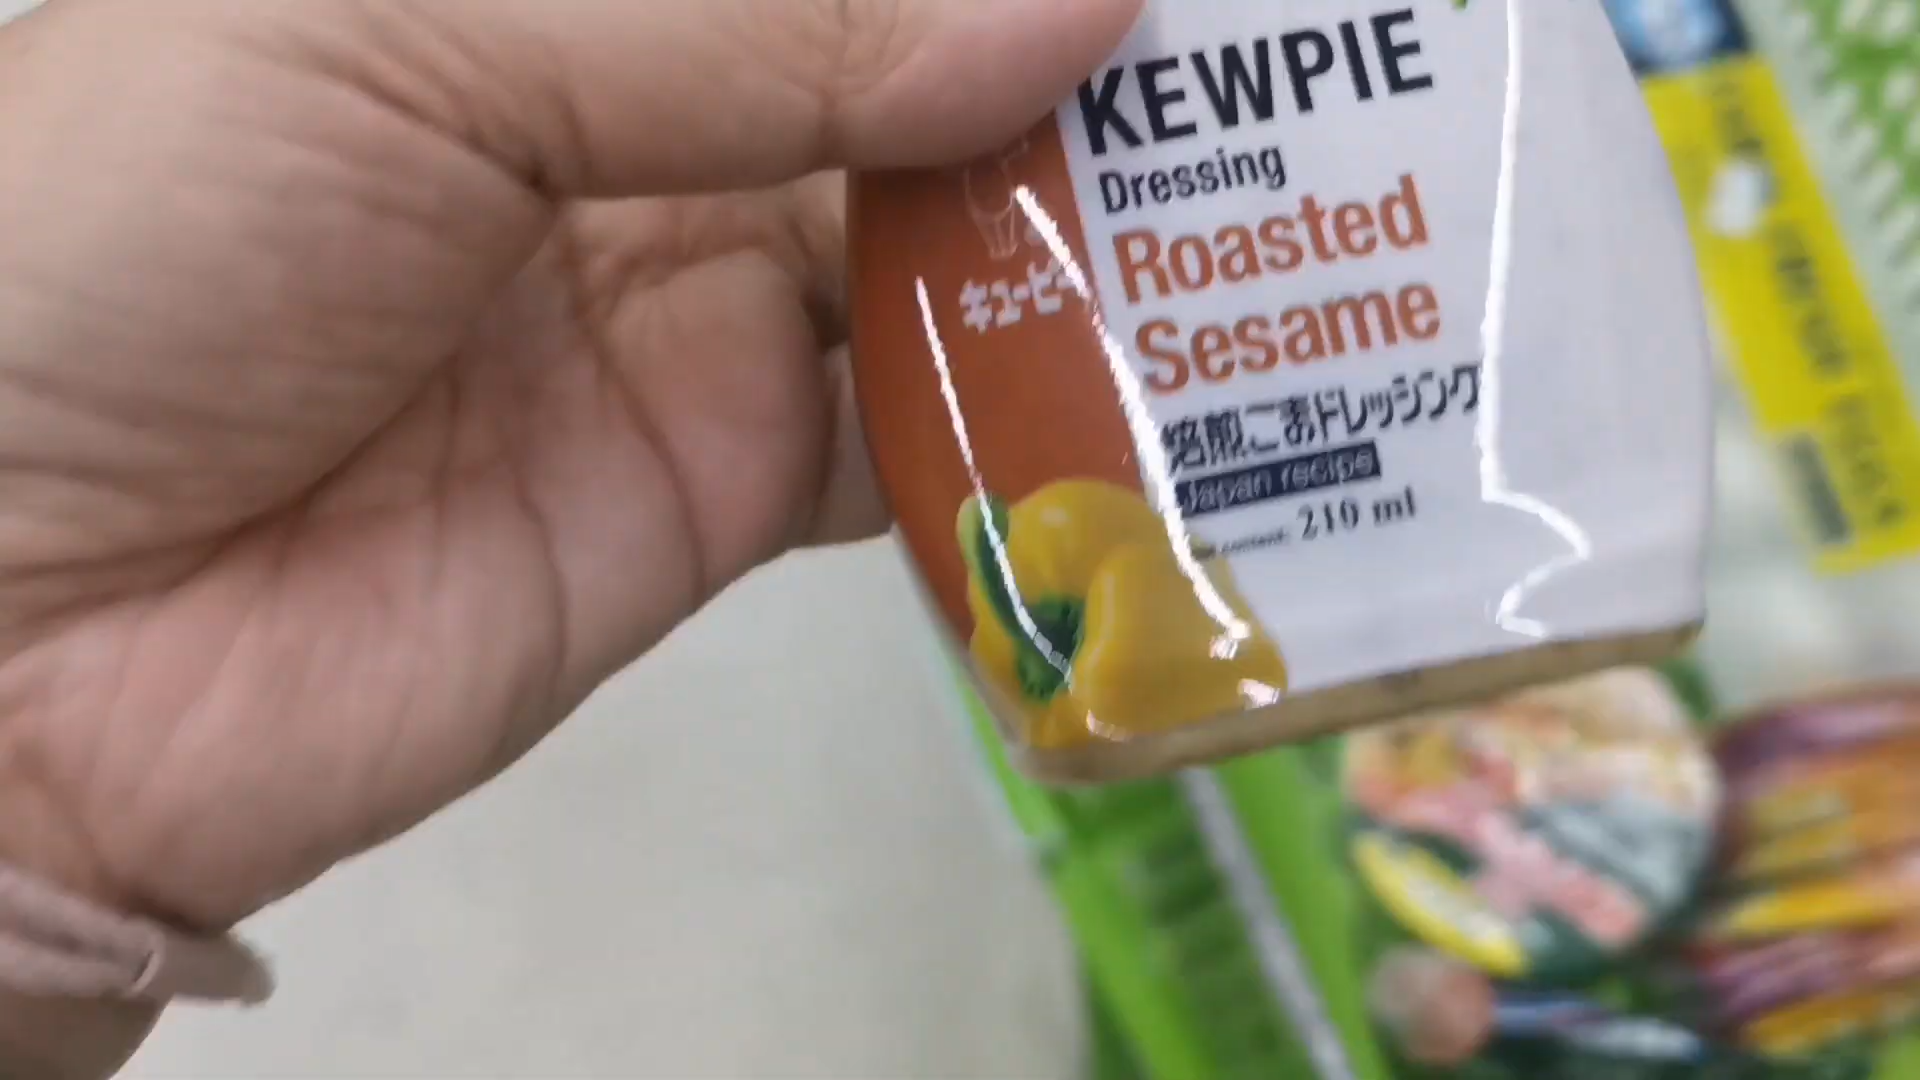 KEWPIE
Dressing
Roasted
Sesame
キユーピー
焙煎ごまドレッシング
Japan recipe
210 ml